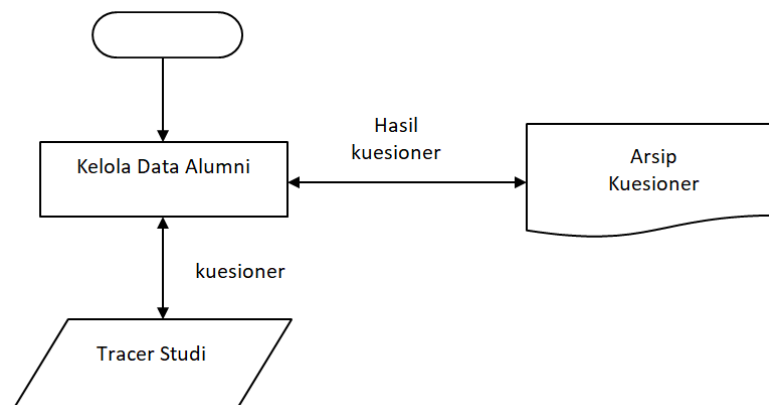 Kelola Data Alumni
Hasil
kuesioner
Arsip
Kuesioner
kuesioner
Tracer Studi